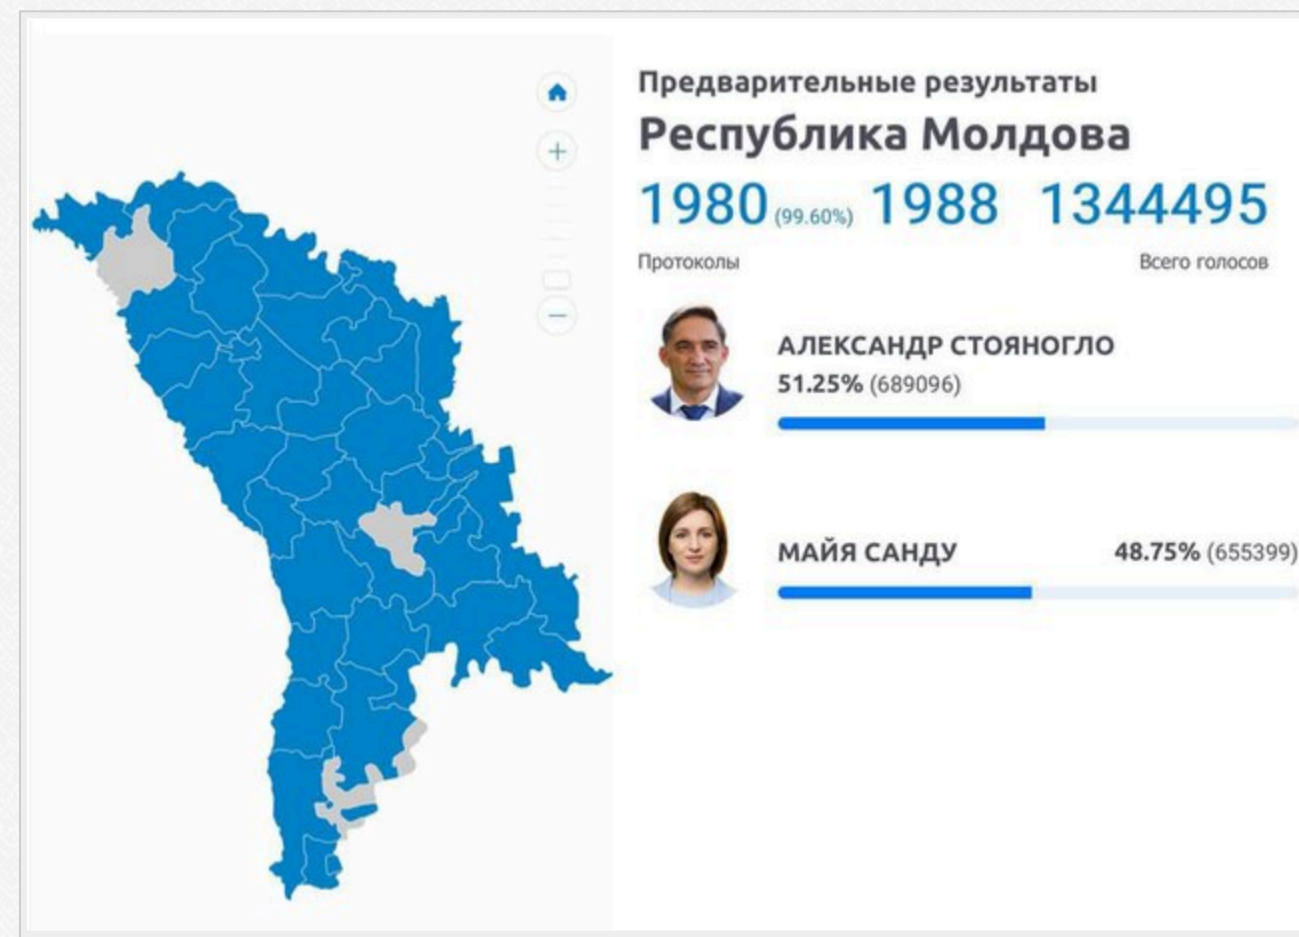 Предварительные результаты
Республика Молдова
1980 (99.60%) 1988 1344495
Протоколы Всего голосов
АЛЕКСАНДР СТОЯНОГЛО
51.25% (689096)
МАЙЯ САНДУ 48.75% (655399)